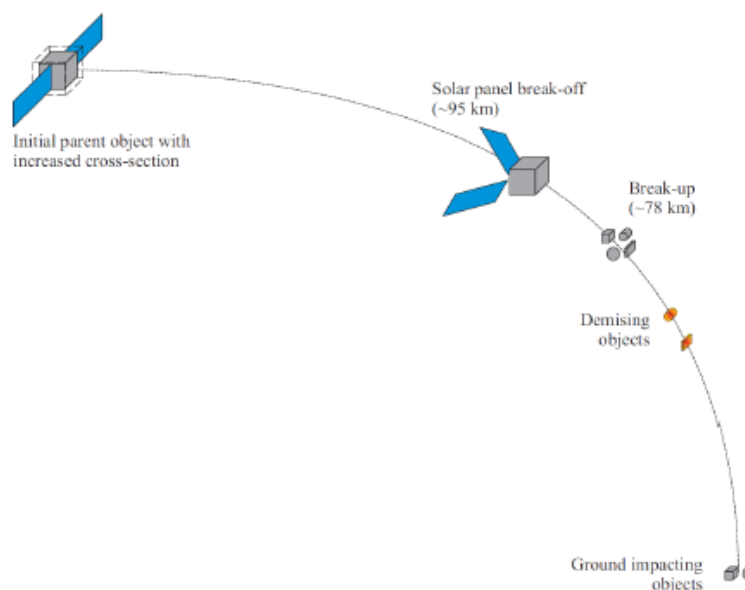 Solar panel break-off
(~95 km)
Initial parent object with
increased cross-section
Break-up
(~78 km)
Demising
objects
Ground impacting
objects